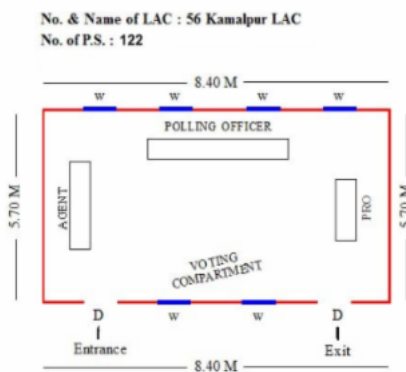 No. & Name of LAC : 56 Kamalpur LAC
No. of P.S. : 122
8.40 M
W W W W
POLLING OFFICER
5.70 M
AGENT
PRO
5.70 M
VOTING
COMPARTMENT
D W W D
Entrance Exit
8.40 M